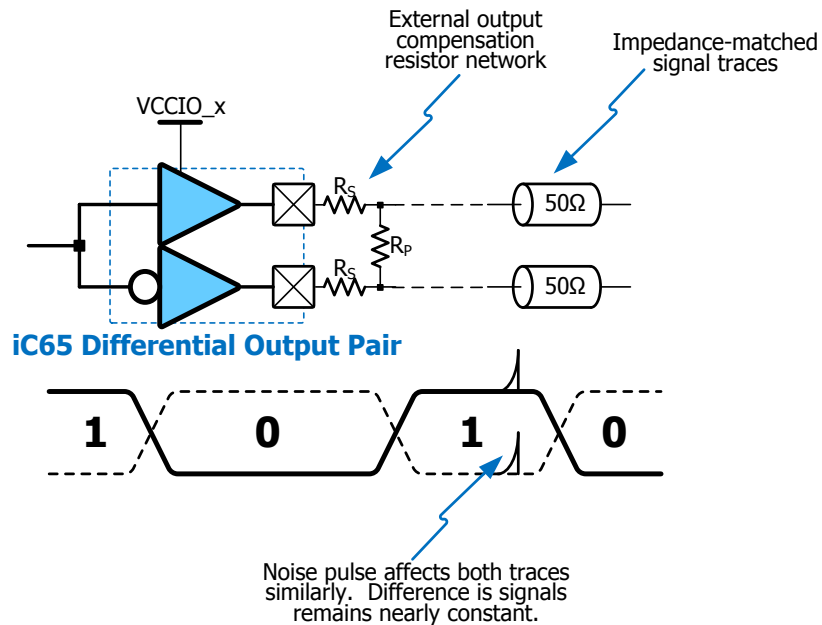 External output
compensation
resistor network
Impedance-matched
signal traces
VCCIO_x
RS
50Ω
RP
RS
50Ω
iC65 Differential Output Pair
1 0 1 0
Noise pulse affects both traces
similarly. Difference is signals
remains nearly constant.